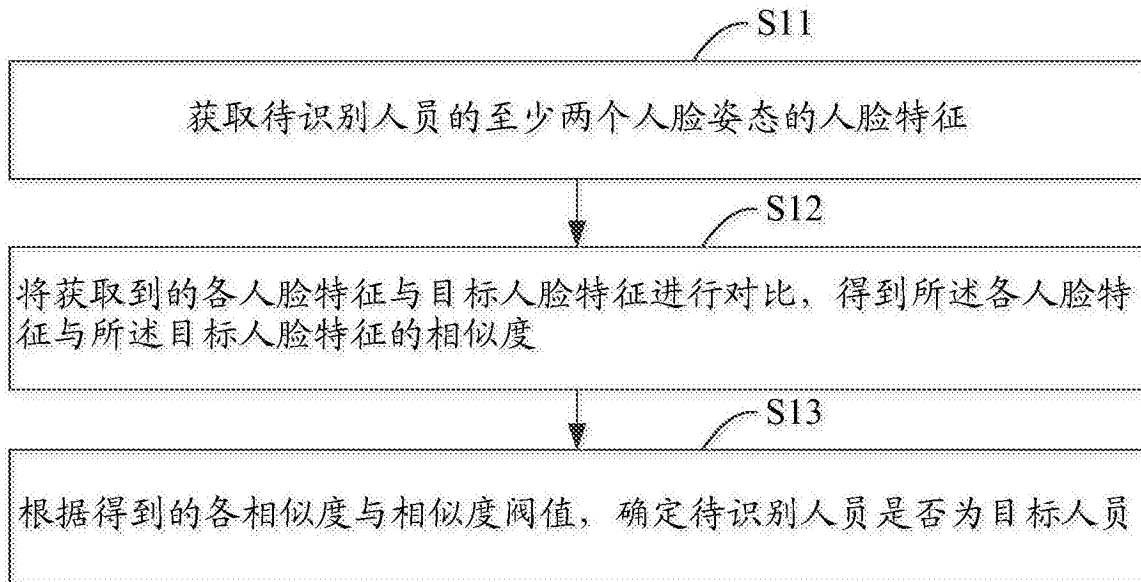 S11
获取待识别人员的至少两个人脸姿态的人脸特征
S12
将获取到的各人脸特征与目标人脸特征进行对比，得到所述各人脸特
征与所述目标人脸特征的相似度
S13
根据得到的各相似度与相似度阀值，确定待识别人员是否为目标人员